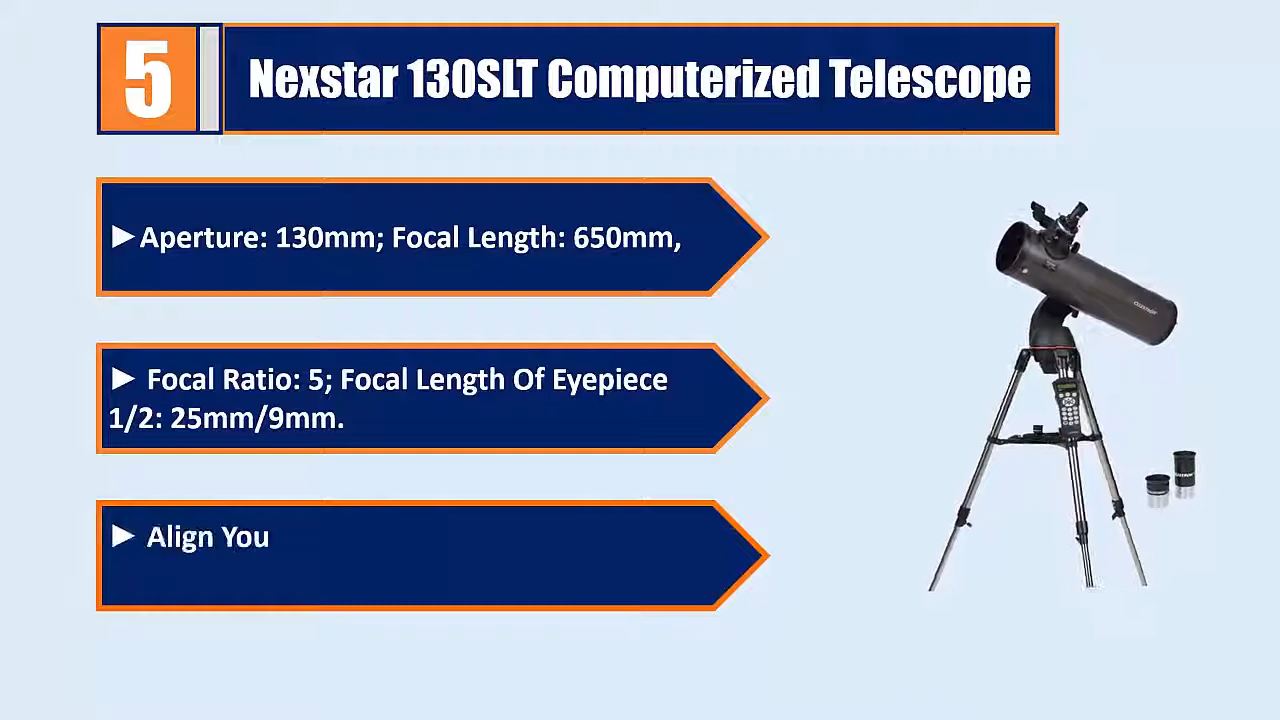 5
Nexstar 130SLT Computerized Telescope
►Aperture: 130mm; Focal Length: 650mm,
► Focal Ratio: 5; Focal Length Of Eyepiece
1/2: 25mm/9mm.
► Align You